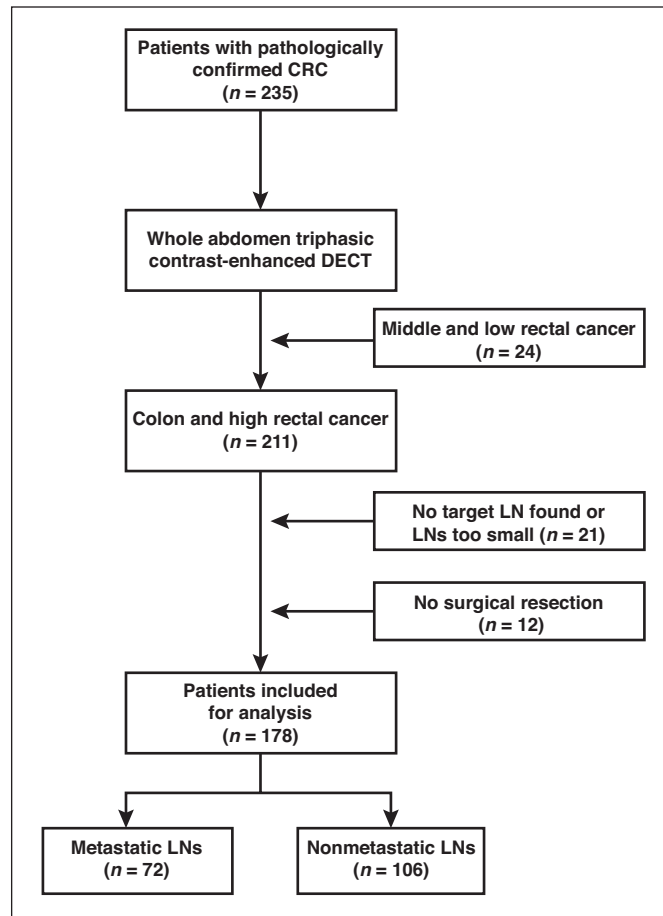 Patients with pathologically
confirmed CRC
(n = 235)
Whole abdomen triphasic
contrast-enhanced DECT
Middle and low rectal cancer
(n = 24)
Colon and high rectal cancer
(n = 211)
No target LN found or
LNs too small (n = 21)
No surgical resection
(n = 12)
Patients included
for analysis
(n = 178)
Metastatic LNs
(n = 72)
Nonmetastatic LNs
(n = 106)